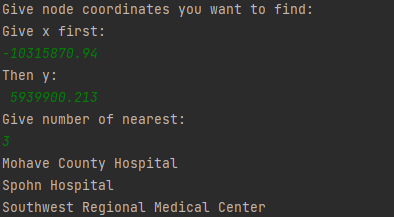 Give node coordinates you want to find:
Give x first:
-10315870.94
Then y:
5939900.213
Give number of nearest:
3
Mohave County Hospital
Spohn Hospital
Southwest Regional Medical Center